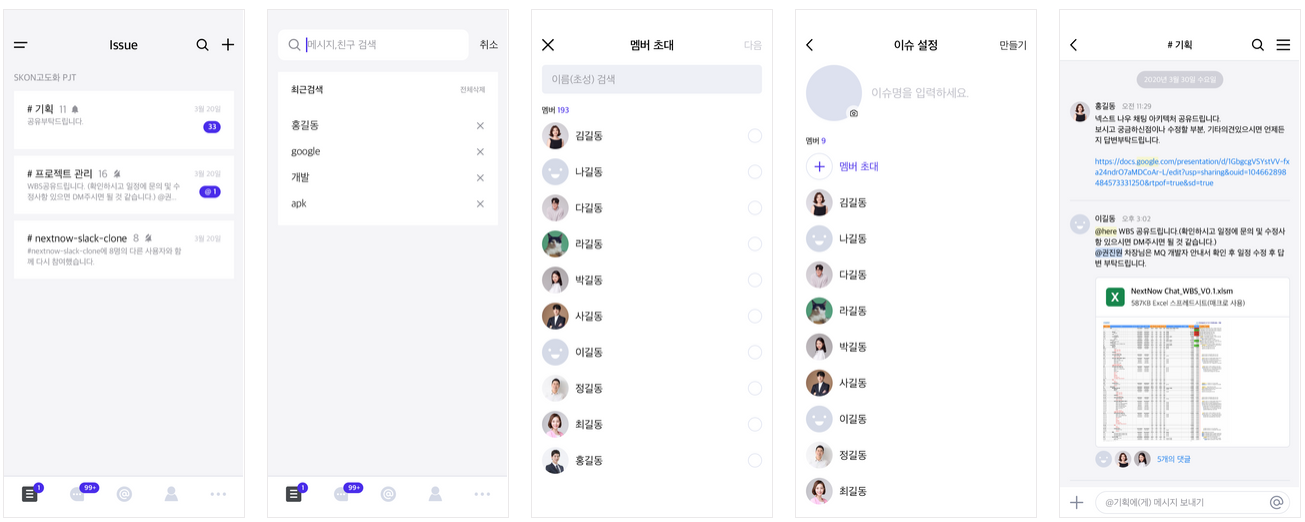 Issue
SKON고도화 PJT
# 기획 11
3월 20일
공유부탁드립니다.
33
# 프로젝트 관리 16
3월 20일
WBS공유드립니다. (확인하시고 일정에 문의 및 수
정사항 있으면 DM주시면 될 것 같습니다.) @권...
@ 1
# nextnow-slack-clone 8
3월 20일
#nextnow-slack-clone에 8명의 다른 사용자와 함
께 다시 참여했습니다.
1
99+
@
메시지,친구 검색
취소
최근검색
전체삭제
홍길동
google
개발
apk
1
99+
@
멤버 초대
다음
이름(초성) 검색
멤버 193
김길동
나길동
다길동
라길동
박길동
사길동
이길동
정길동
최길동
홍길동
이슈 설정
만들기
이슈명을 입력하세요.
멤버 9
멤버 초대
김길동
나길동
다길동
라길동
박길동
사길동
이길동
정길동
최길동
# 기획
2020년 3월 30일 수요일
홍길동 오전 11:29
넥스트 나우 채팅 아키텍처 공유드립니다.
보시고 궁금하신점이나 수정할 부분, 기타의견있으시면 언제든
지 답변부탁드립니다.
https://docs.google.com/presentation/d/1GbgcgVSYstVV-fx
a24ndrO7aMDCoAr-L/edit?usp=sharing&ouid=104662898
484573331250&rtpof=true&sd=true
이길동 오후 3:02
@here WBS 공유드립니다.(확인하시고 일정에 문의 및 수정사
항 있으시면 DM주시면 될 것 같습니다.)
@권진원 차장님은 MQ 개발자 안내서 확인 후 일정 수정 후 답
변 부탁드립니다.
NextNow Chat_WBS_V0.1.xlsm
587KB Excel 스프레드시트(매크로 사용)
5개의 댓글
@기획에(게) 메시지 보내기
@